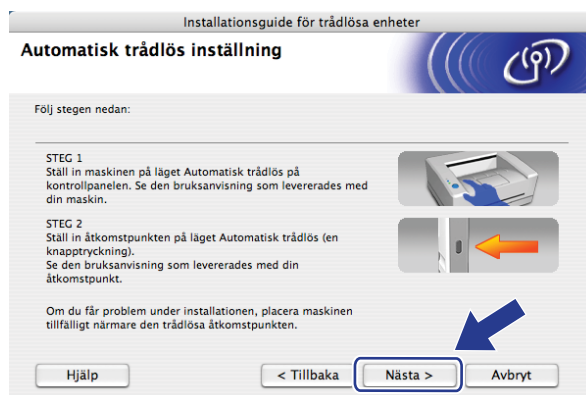 Installationsguide för trådlösa enheter
Automatisk trådlös inställning
Följ stegen nedan:
STEG 1
Ställ in maskinen på läget Automatisk trådlös på
kontrollpanelen. Se den bruksanvisning som levererades med
din maskin.
STEG 2
Ställ in åtkomstpunkten på läget Automatisk trådlös (en
knapptryckning).
Se den bruksanvisning som levererades med din
åtkomstpunkt.
Om du får problem under installationen, placera maskinen
tillfälligt närmare den trådlösa åtkomstpunkten.
Hjälp
< Tillbaka
Nästa >
Avbryt